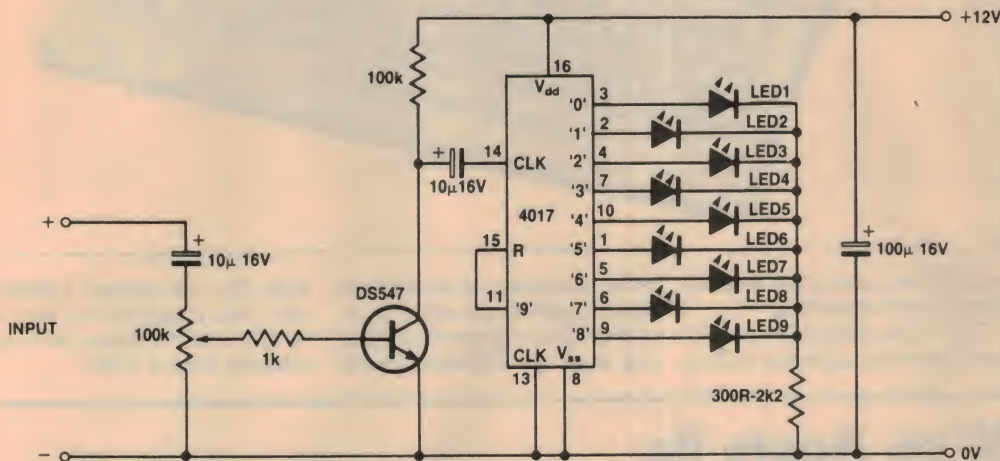 +12V
100k
16
Vdd
3
'0'
LED1
2
'1'
LED2
14
CLK
4
'2'
LED3
+
10µ 16V
7
'3'
LED4
4017
10
'4'
LED5
+
15
R
1
'5'
LED6
+
100µ 16V
+
10µ 16V
5
'6'
LED7
DS547
11
'9'
6
'7'
LED8
INPUT
100k
9
'8'
LED9
1k
CLK
Vss
13
8
300R-2k2
−
0V